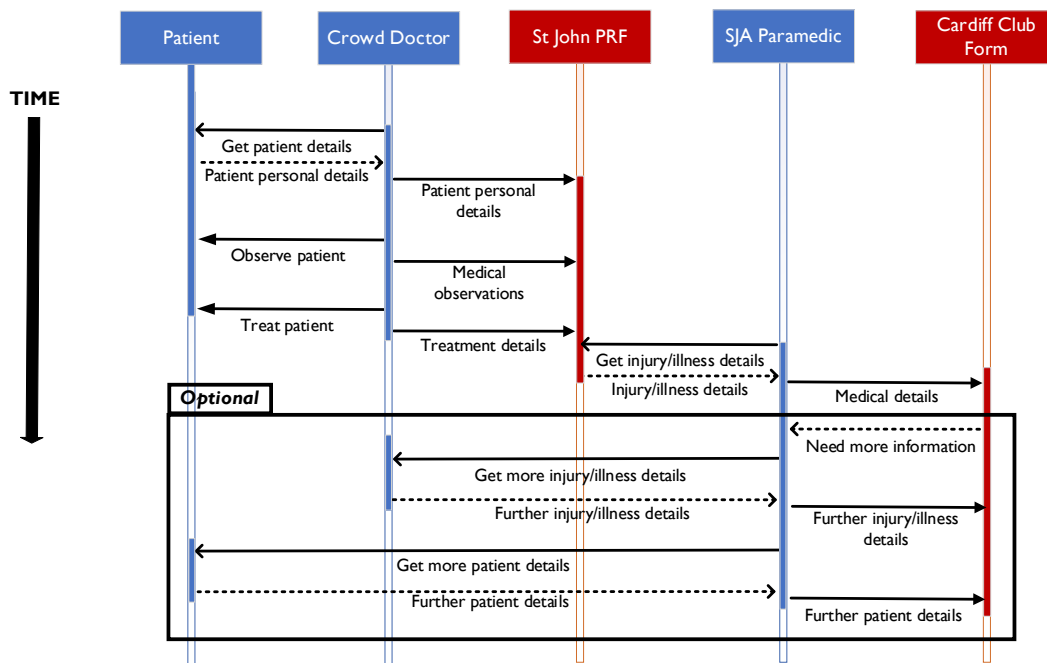 Patient
Crowd Doctor
St John PRF
SJA Paramedic
Cardiff Club
Form
TIME
Get patient details
Patient personal details
Patient personal
details
Observe patient
Medical
observations
Treat patient
Treatment details
Get injury/illness details
Injury/illness details
Medical details
Optional
Need more information
Get more injury/illness details
Further injury/illness details
Further injury/illness
details
Get more patient details
Further patient details
Further patient details